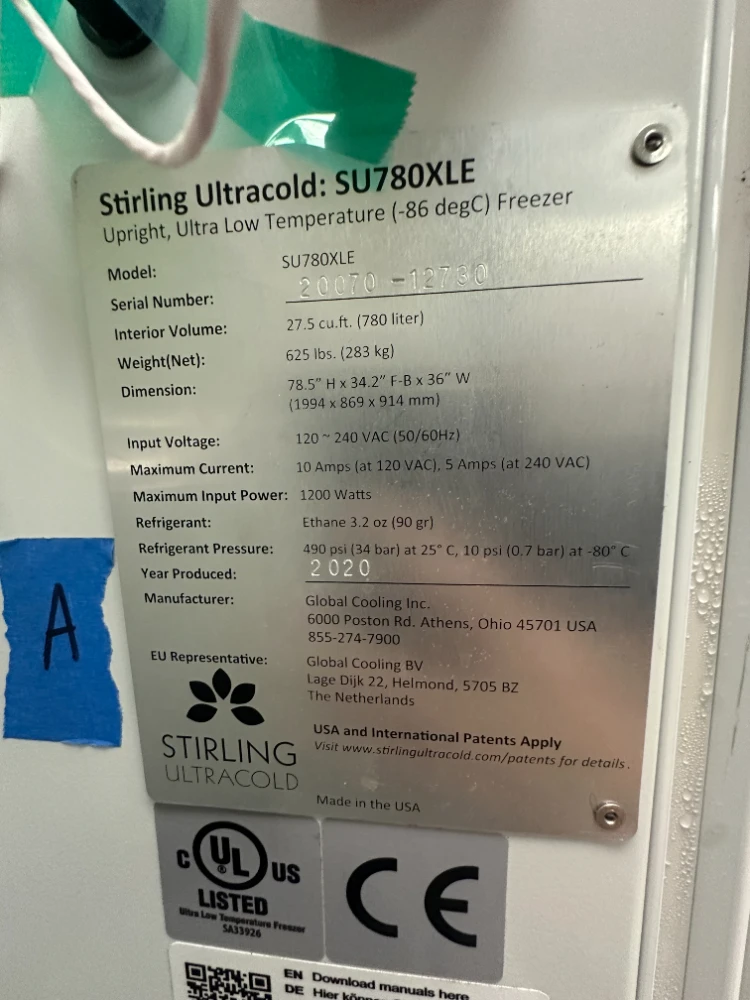 Stirling Ultracold: SU780XLE
Upright, Ultra Low Temperature (-86 degC) Freezer
Model: SU780XLE
Serial Number: 20070 -12730
Interior Volume: 27.5 cu.ft. (780 liter)
Weight(Net): 625 lbs. (283 kg)
Dimension: 78.5” H x 34.2” F-B x 36” W
(1994 x 869 x 914 mm)
Input Voltage: 120 ~ 240 VAC (50/60Hz)
Maximum Current: 10 Amps (at 120 VAC), 5 Amps (at 240 VAC)
Maximum Input Power: 1200 Watts
Refrigerant: Ethane 3.2 oz (90 gr)
Refrigerant Pressure: 490 psi (34 bar) at 25° C, 10 psi (0.7 bar) at -80° C
Year Produced: 2020
Manufacturer: Global Cooling Inc.
6000 Poston Rd. Athens, Ohio 45701 USA
855-274-7900
EU Representative: Global Cooling BV
Lage Dijk 22, Helmond, 5705 BZ
The Netherlands
USA and International Patents Apply
Visit www.stirlingultracold.com/patents for details.
STIRLING
ULTRACOLD
Made in the USA
A
C UL US
LISTED
Ultra Low Temperature Freezer
SA33926
CE
EN Download manuals here
DE Hier